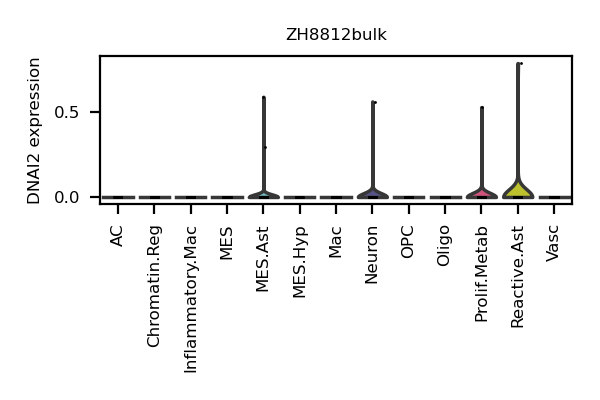 ZH8812bulk
DNAI2 expression
0.5
0.0
AC
Chromatin.Reg
Inflammatory.Mac
MES
MES.Ast
MES.Hyp
Mac
Neuron
OPC
Oligo
Prolif.Metab
Reactive.Ast
Vasc